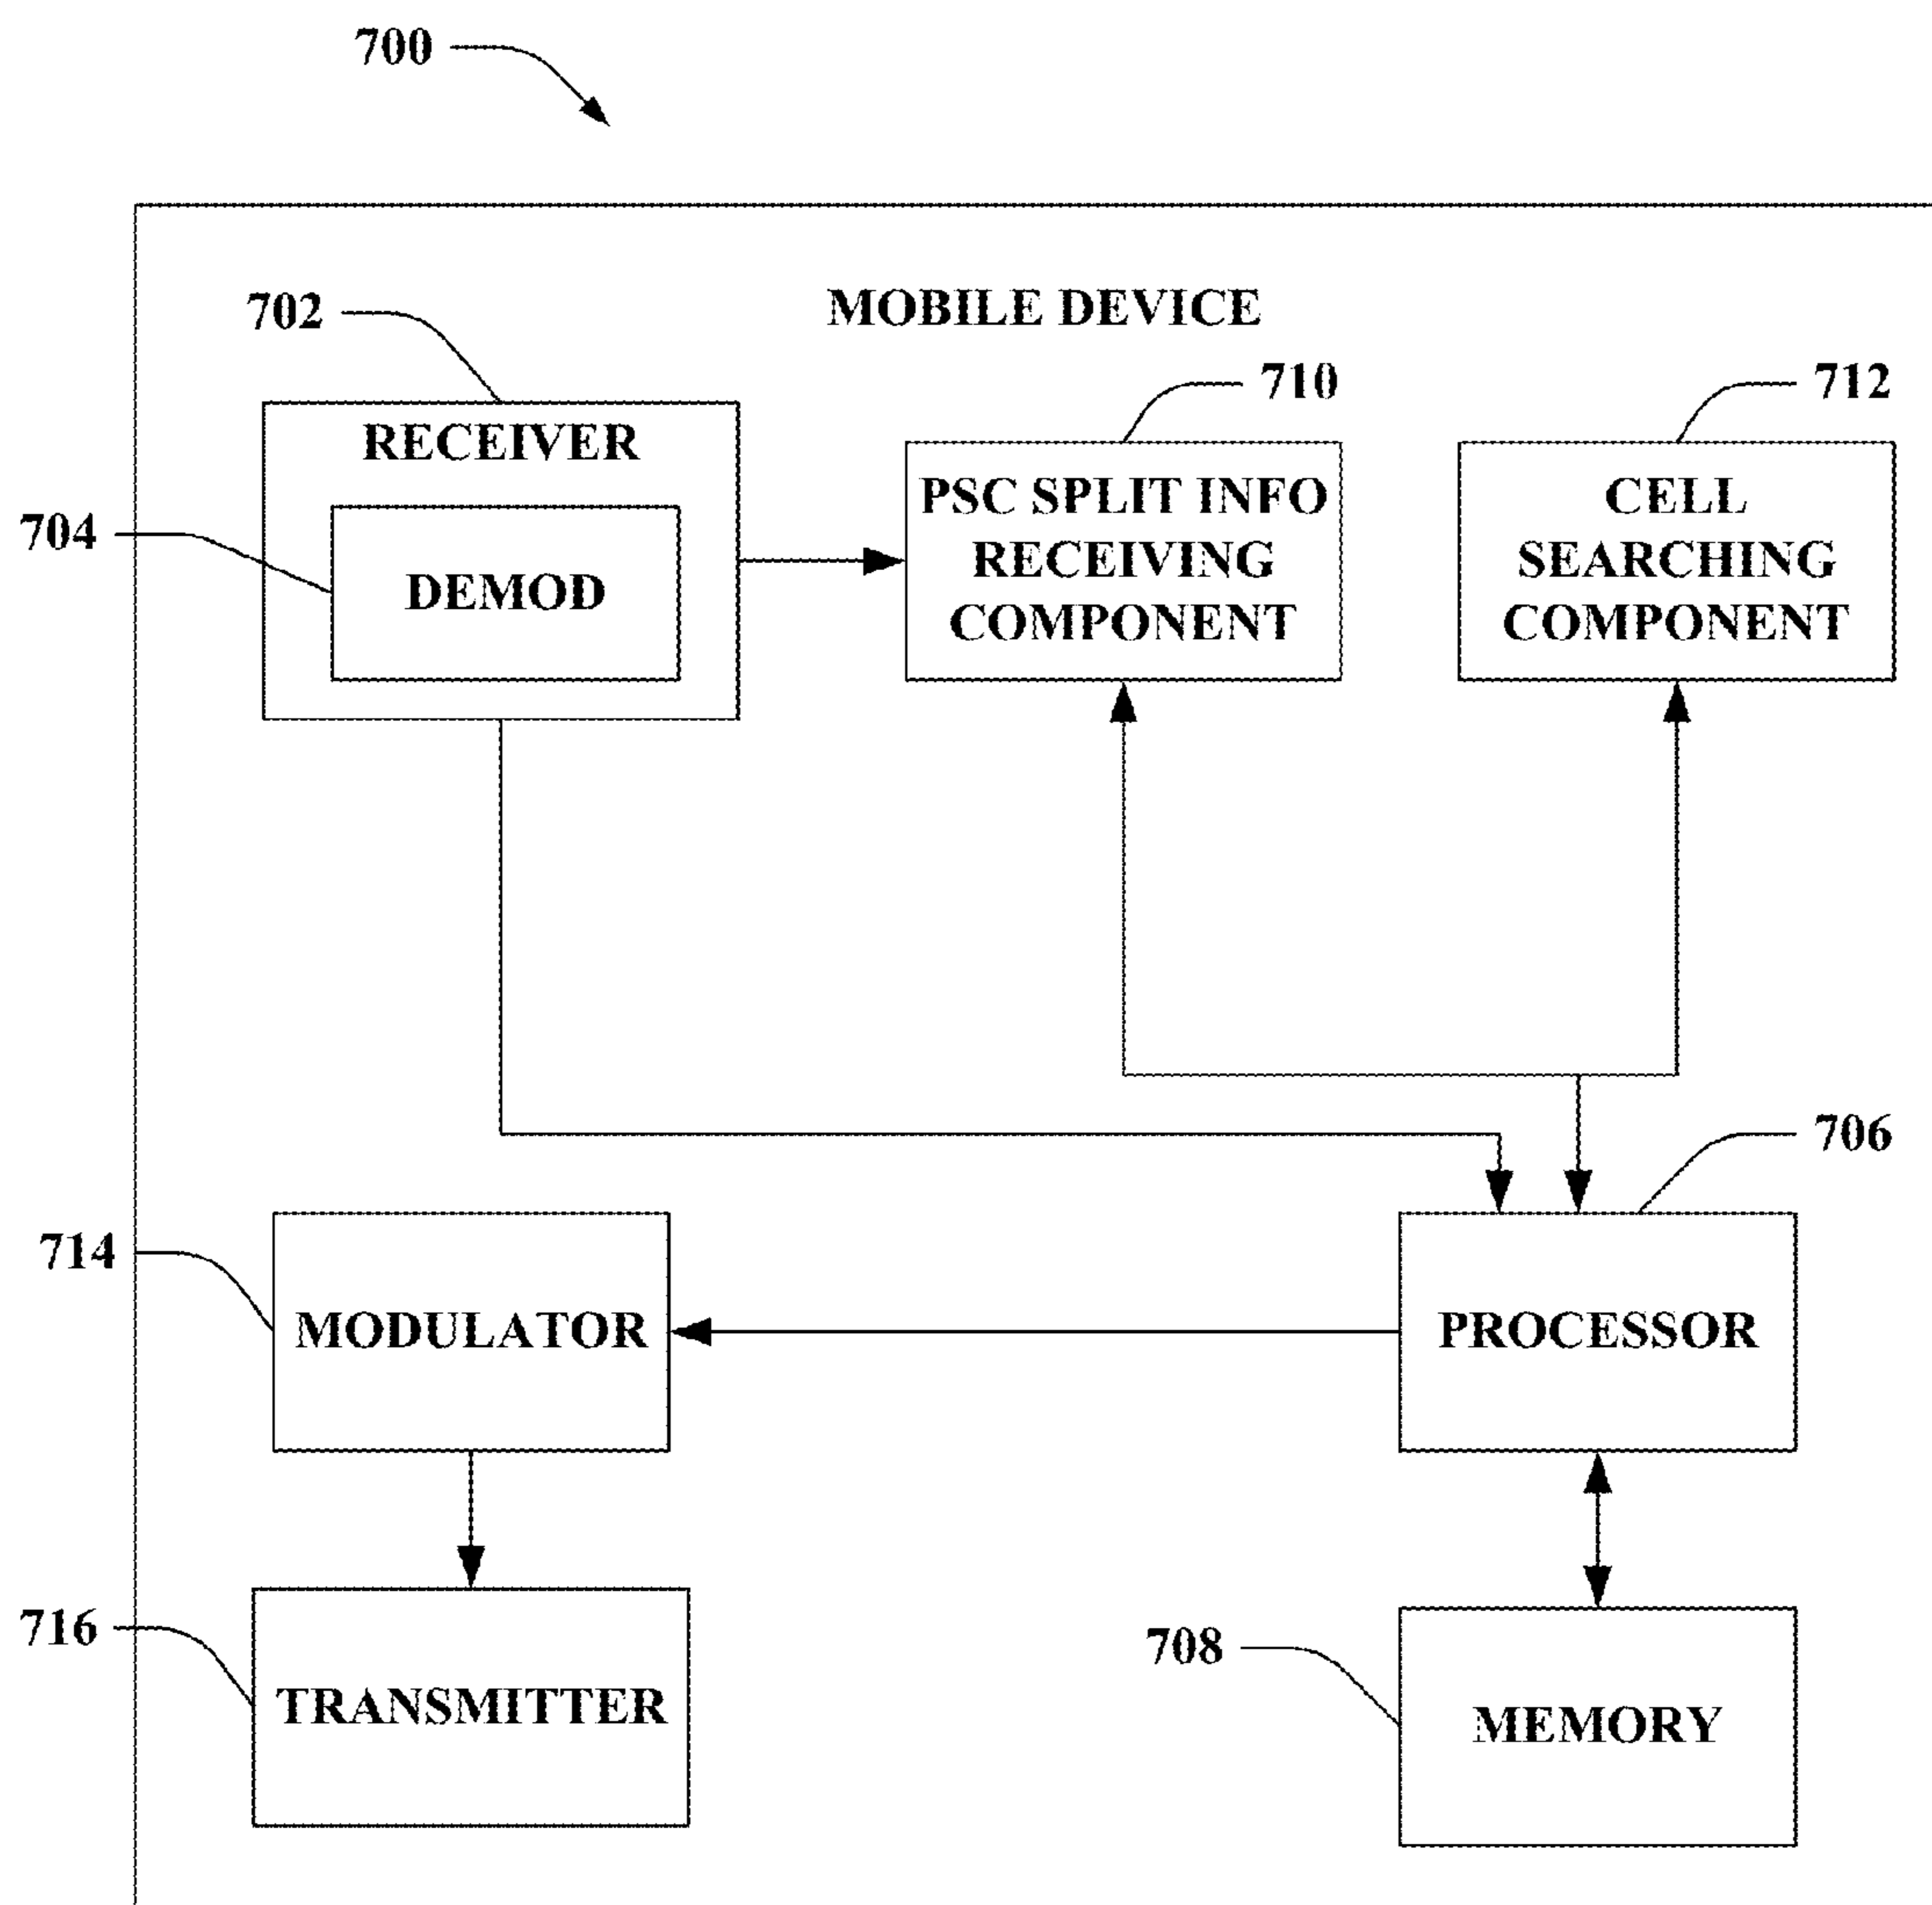 700
MOBILE DEVICE
702
710
712
RECEIVER
704
DEMOD
PSC SPLIT INFO
RECEIVING
COMPONENT
CELL
SEARCHING
COMPONENT
706
714
MODULATOR
PROCESSOR
716
TRANSMITTER
708
MEMORY